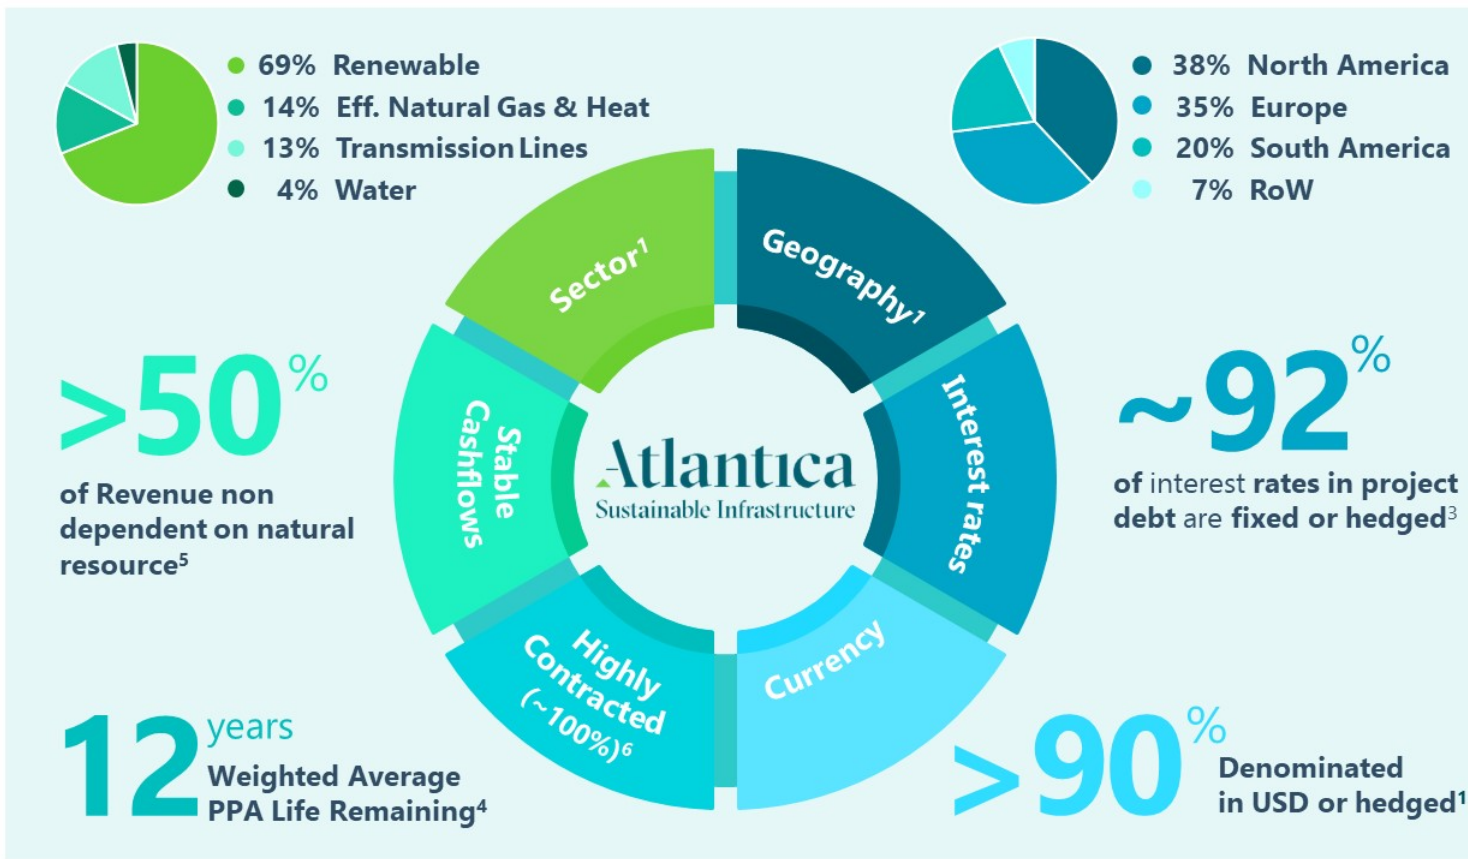 69% Renewable
14% Eff. Natural Gas & Heat
13% Transmission Lines
4% Water
38% North America
35% Europe
20% South America
7% RoW
Sector¹
Geography¹
>50%
of Revenue non
dependent on natural
resource⁵
Stable
Cashflows
Atlantica
Sustainable Infrastructure
Interest rates
~92%
of interest rates in project
debt are fixed or hedged³
12 years
Weighted Average
PPA Life Remaining⁴
Highly
Contracted
(~100%)⁶
Currency
>90%
Denominated
in USD or hedged¹